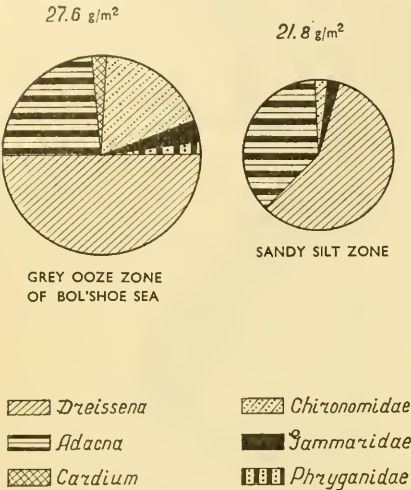 27.6 g/m²
21.8 g/m²
GREY OOZE ZONE
OF BOL'SHOE SEA
SANDY SILT ZONE
Dreissena
Adacna
Cardium
Chironomidae
Gammaridae
Phryganidae